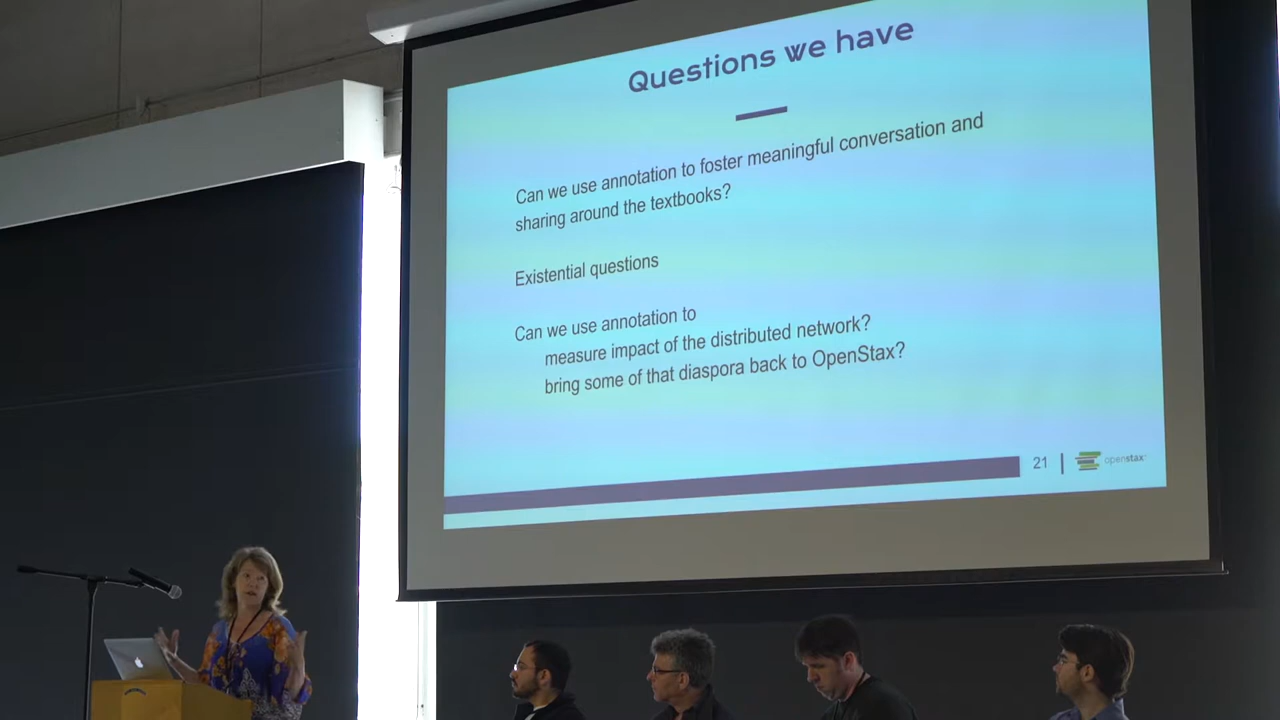 Questions we have
Can we use annotation to foster meaningful conversation and
sharing around the textbooks?
Existential questions
Can we use annotation to
measure impact of the distributed network?
bring some of that diaspora back to OpenStax?
21
openstax